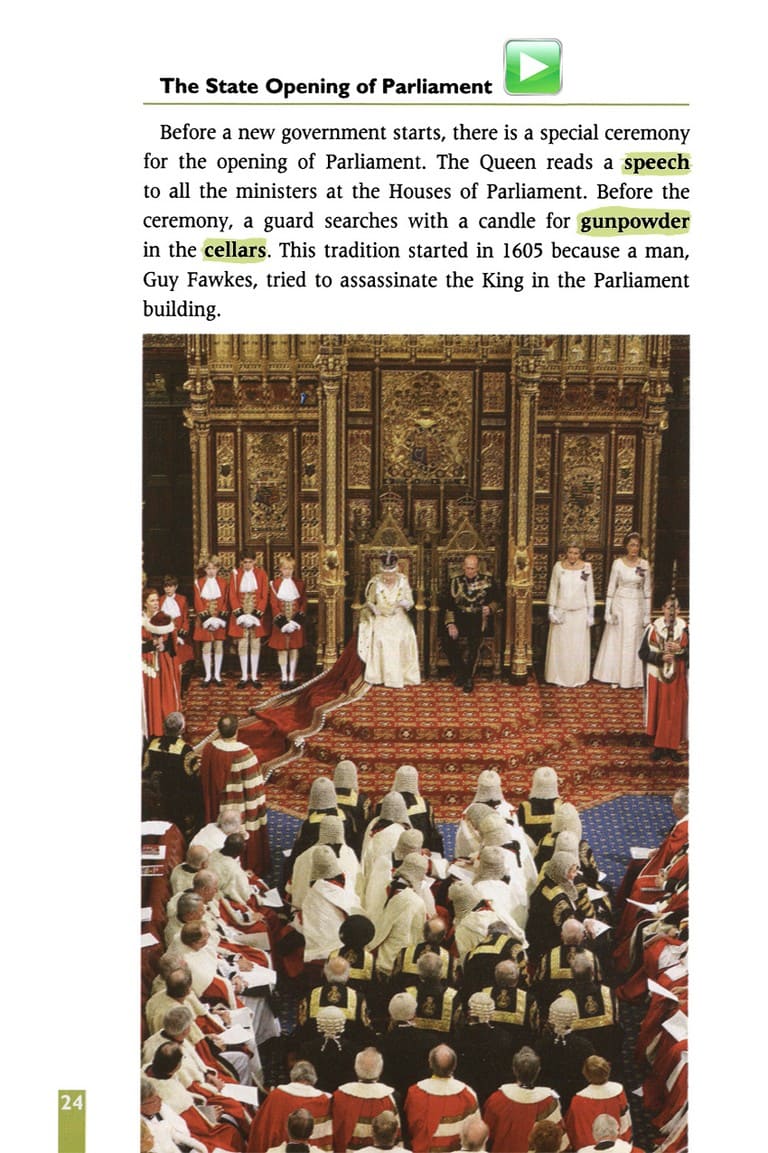 The State Opening of Parliament
Before a new government starts, there is a special ceremony
for the opening of Parliament. The Queen reads a speech
to all the ministers at the Houses of Parliament. Before the
ceremony, a guard searches with a candle for gunpowder
in the cellars. This tradition started in 1605 because a man,
Guy Fawkes, tried to assassinate the King in the Parliament
building.
24